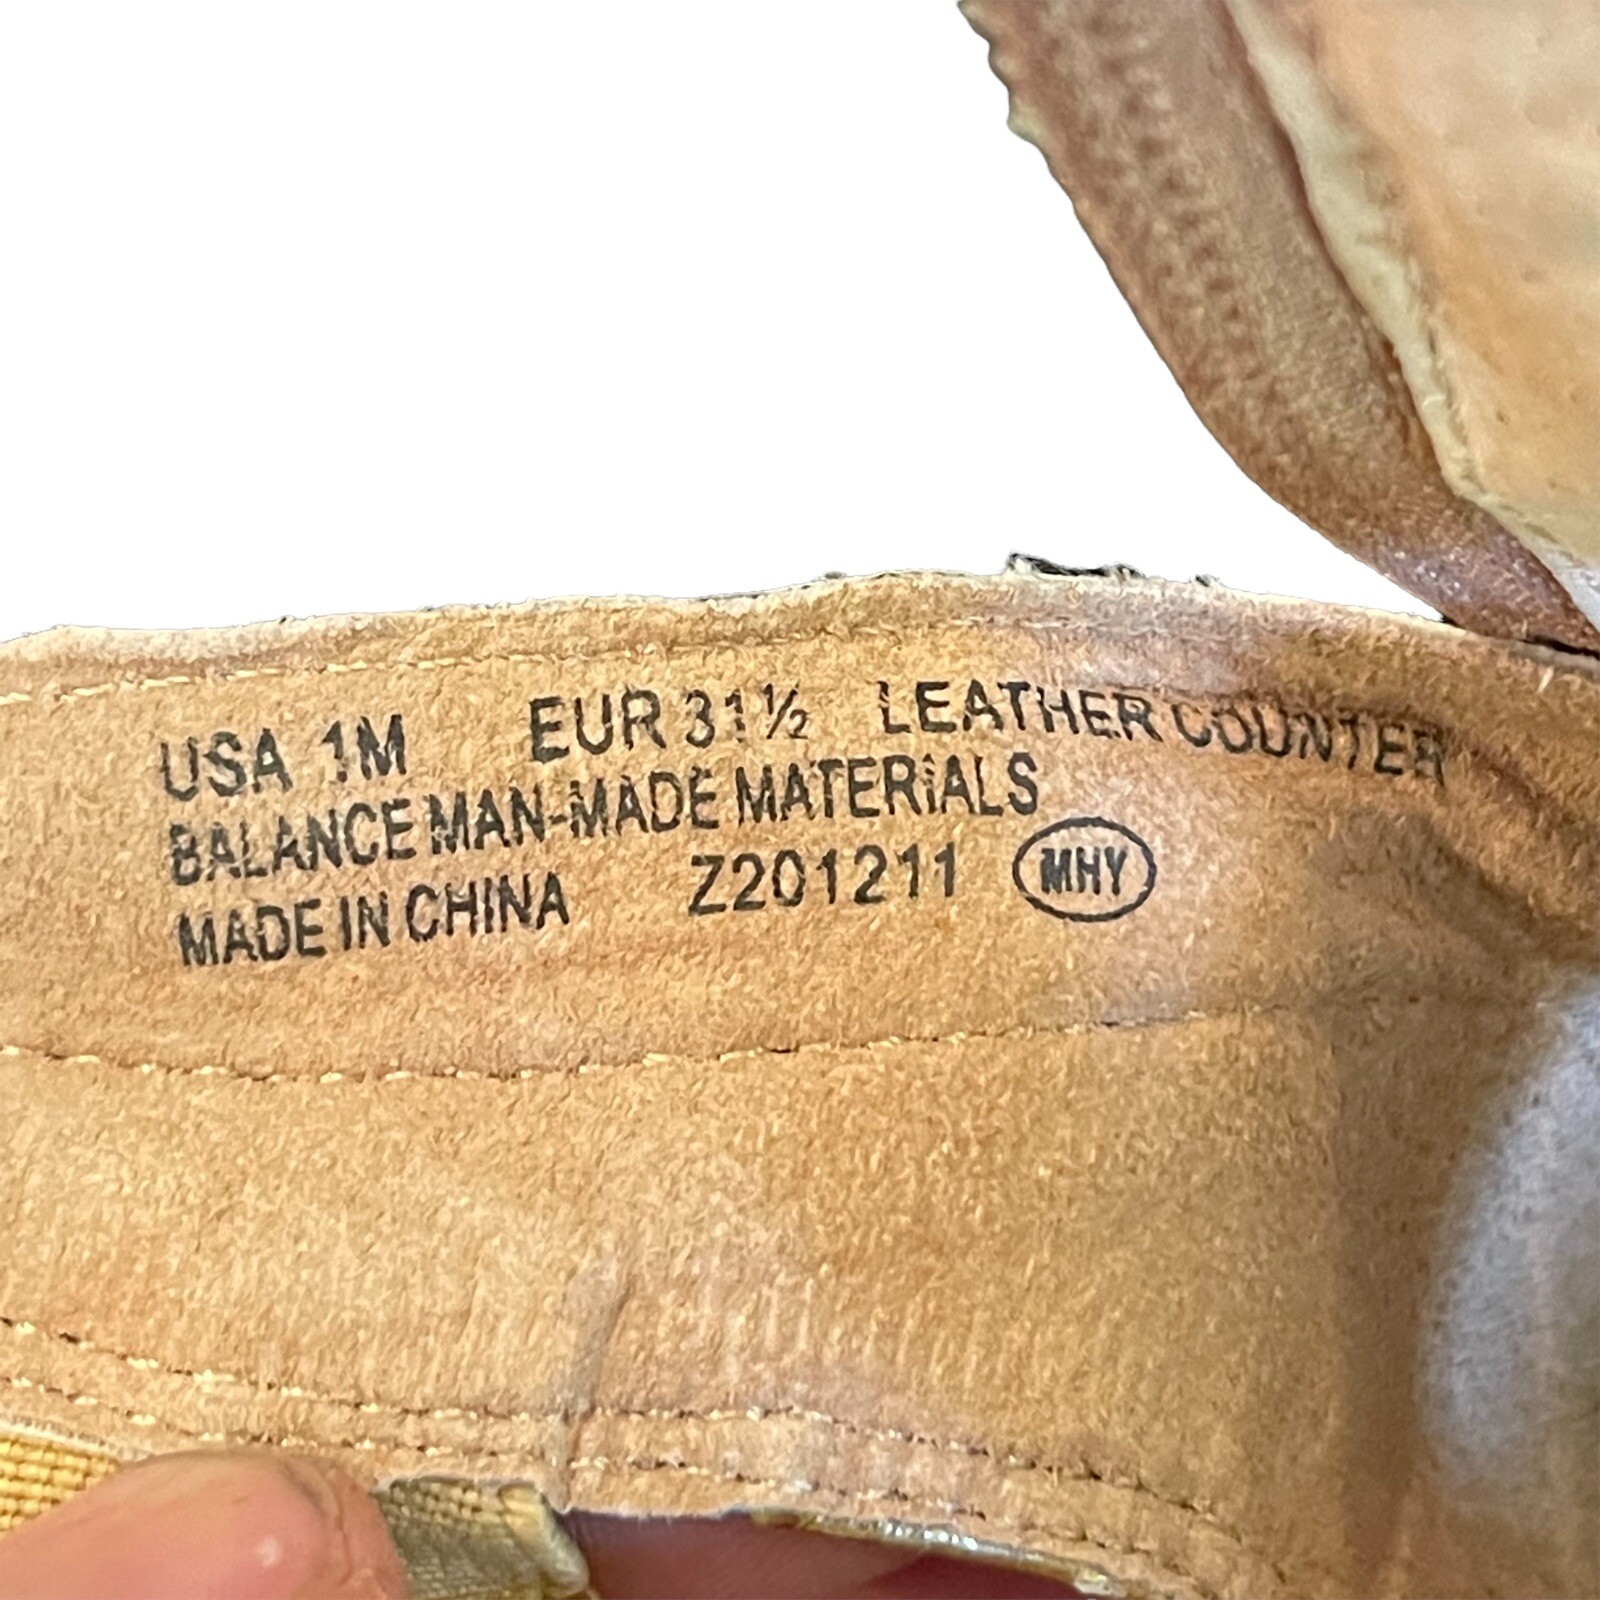 USA 1M EUR 31½ LEATHER COUNTER
BALANCE MAN-MADE MATERIALS
MADE IN CHINA Z201211 MHY